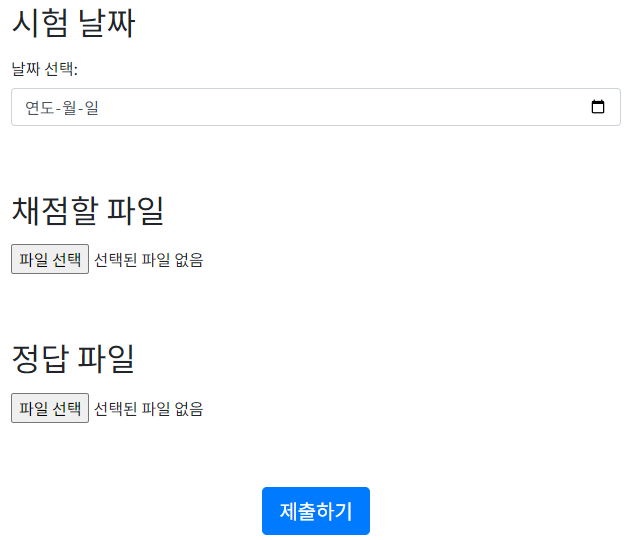 시험 날짜
날짜 선택:
연도-월-일
채점할 파일
파일 선택 선택된 파일 없음
정답 파일
파일 선택 선택된 파일 없음
제출하기